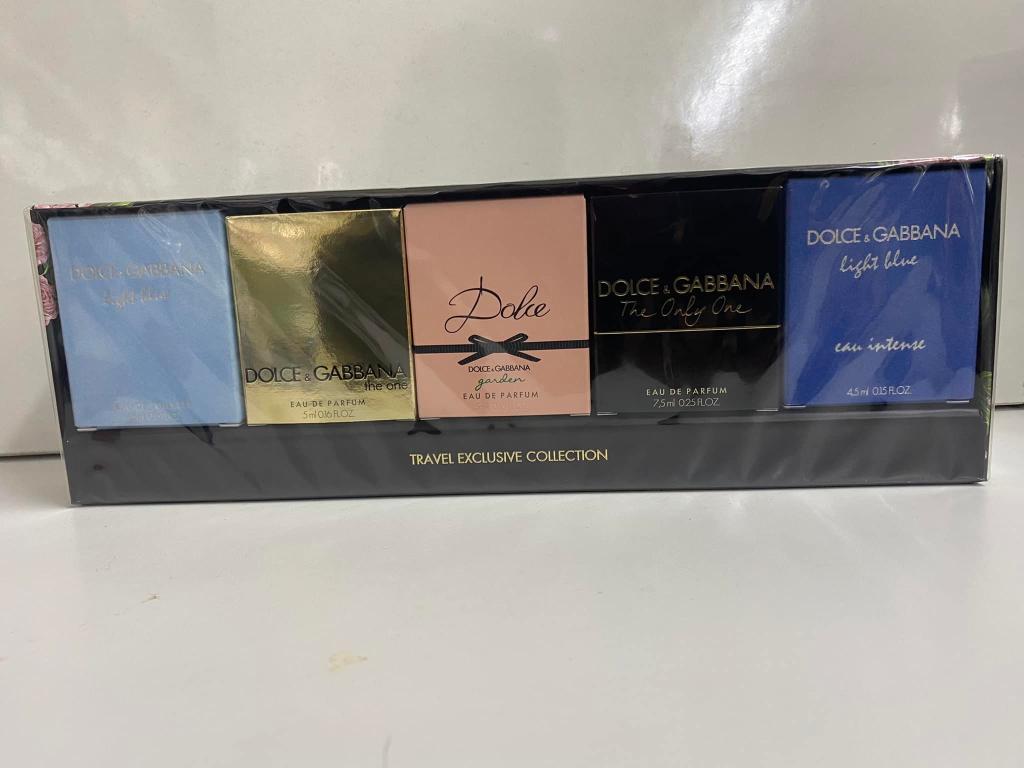 DOLCE & GABBANA
light blue
DOLCE & GABBANA
the one
EAU DE PARFUM
5 ml 0.16 FL.OZ.
Dolce
DOLCE & GABBANA
garden
EAU DE PARFUM
DOLCE & GABBANA
The Only One
EAU DE PARFUM
7,5 ml 0.25 FL.OZ.
DOLCE & GABBANA
light blue
eau intense
4,5 ml 0.15 FL.OZ.
TRAVEL EXCLUSIVE COLLECTION